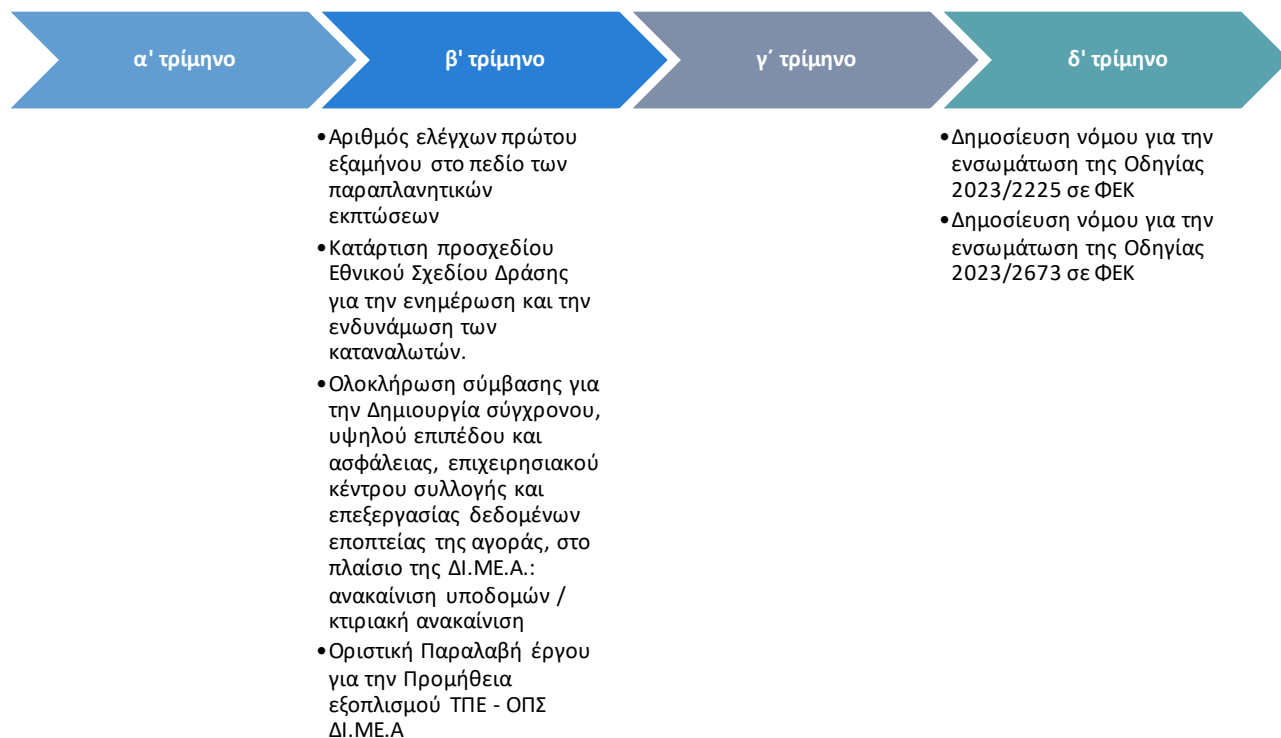 α' τρίμηνο
β' τρίμηνο
γ΄ τρίμηνο
δ' τρίμηνο
•Αριθμός ελέγχων πρώτου
εξαμήνου στο πεδίο των
παραπλανητικών
εκπτώσεων
•Κατάρτιση προσχεδίου
Εθνικού Σχεδίου Δράσης
για την ενημέρωση και την
ενδυνάμωση των
καταναλωτών.
•Ολοκλήρωση σύμβασης για
την Δημιουργία σύγχρονου,
υψηλού επιπέδου και
ασφάλειας, επιχειρησιακού
κέντρου συλλογής και
επεξεργασίας δεδομένων
εποπτείας της αγοράς, στο
πλαίσιο της ΔΙ.ΜΕ.Α.:
ανακαίνιση υποδομών /
κτιριακή ανακαίνιση
•Οριστική Παραλαβή έργου
για την Προμήθεια
εξοπλισμού ΤΠΕ - ΟΠΣ
ΔΙ.ΜΕ.Α
•Δημοσίευση νόμου για την
ενσωμάτωση της Οδηγίας
2023/2225 σε ΦΕΚ
•Δημοσίευση νόμου για την
ενσωμάτωση της Οδηγίας
2023/2673 σε ΦΕΚ